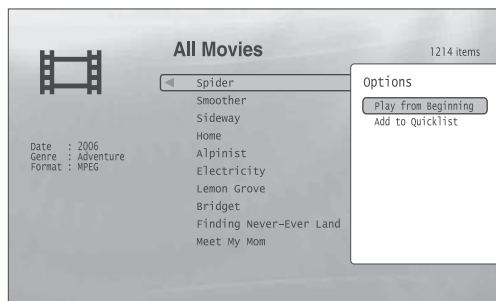 All Movies
1214 items
Spider
Smoother
Sideway
Home
Alpinist
Electricity
Lemon Grove
Bridget
Finding Never-Ever Land
Meet My Mom
Date : 2006
Genre : Adventure
Format : MPEG
Options
Play from Beginning
Add to Quicklist